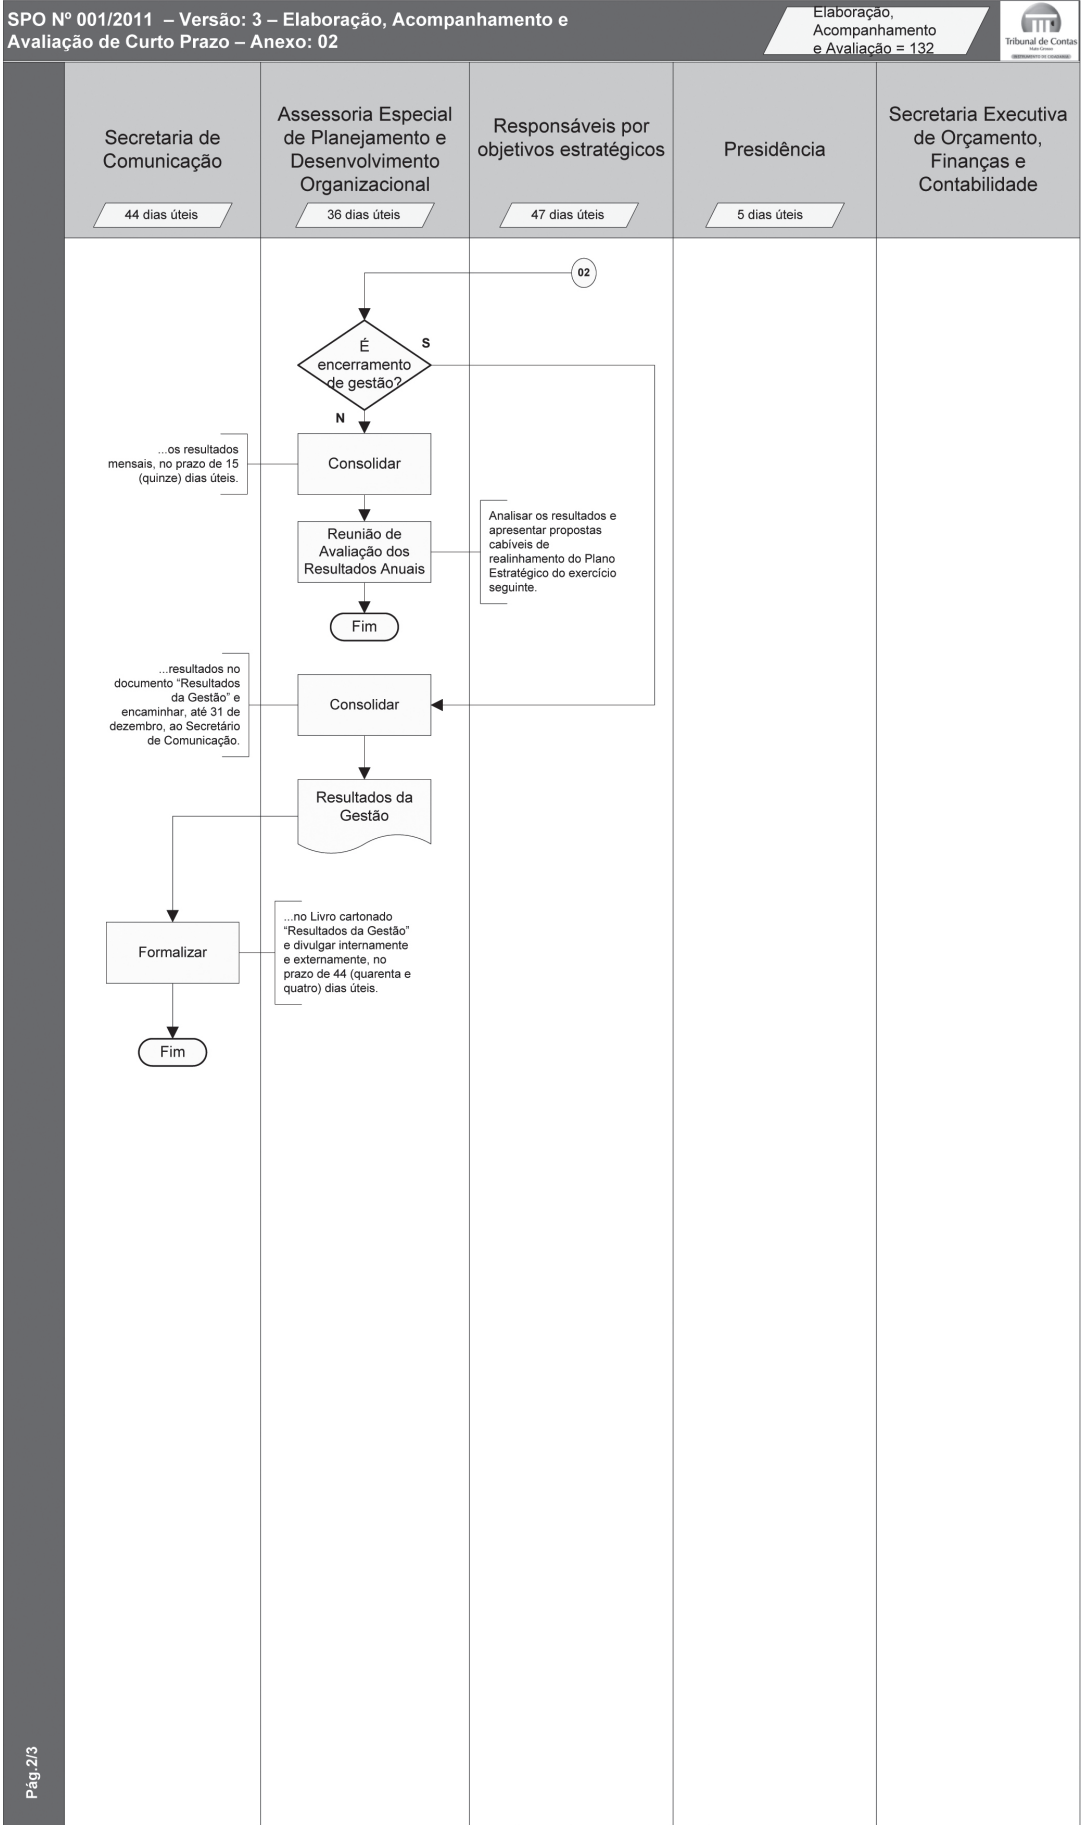 SPO Nº 001/2011 – Versão: 3 – Elaboração, Acompanhamento e
Avaliação de Curto Prazo – Anexo: 02
Elaboração,
Acompanhamento
e Avaliação = 132
Tribunal de Contas
Mato Grosso
INSTRUMENTO DE CIDADANIA
Secretaria de
Comunicação
44 dias úteis
Assessoria Especial
de Planejamento e
Desenvolvimento
Organizacional
36 dias úteis
Responsáveis por
objetivos estratégicos
47 dias úteis
Presidência
5 dias úteis
Secretaria Executiva
de Orçamento,
Finanças e
Contabilidade
02
É
encerramento
de gestão?
S
N
...os resultados
mensais, no prazo de 15
(quinze) dias úteis.
Consolidar
Reunião de
Avaliação dos
Resultados Anuais
Analisar os resultados e
apresentar propostas
cabíveis de
realinhamento do Plano
Estratégico do exercício
seguinte.
Fim
...resultados no
documento “Resultados
da Gestão” e
encaminhar, até 31 de
dezembro, ao Secretário
de Comunicação.
Consolidar
Resultados da
Gestão
Formalizar
...no Livro cartonado
“Resultados da Gestão”
e divulgar internamente
e externamente, no
prazo de 44 (quarenta e
quatro) dias úteis.
Fim
Pág.2/3